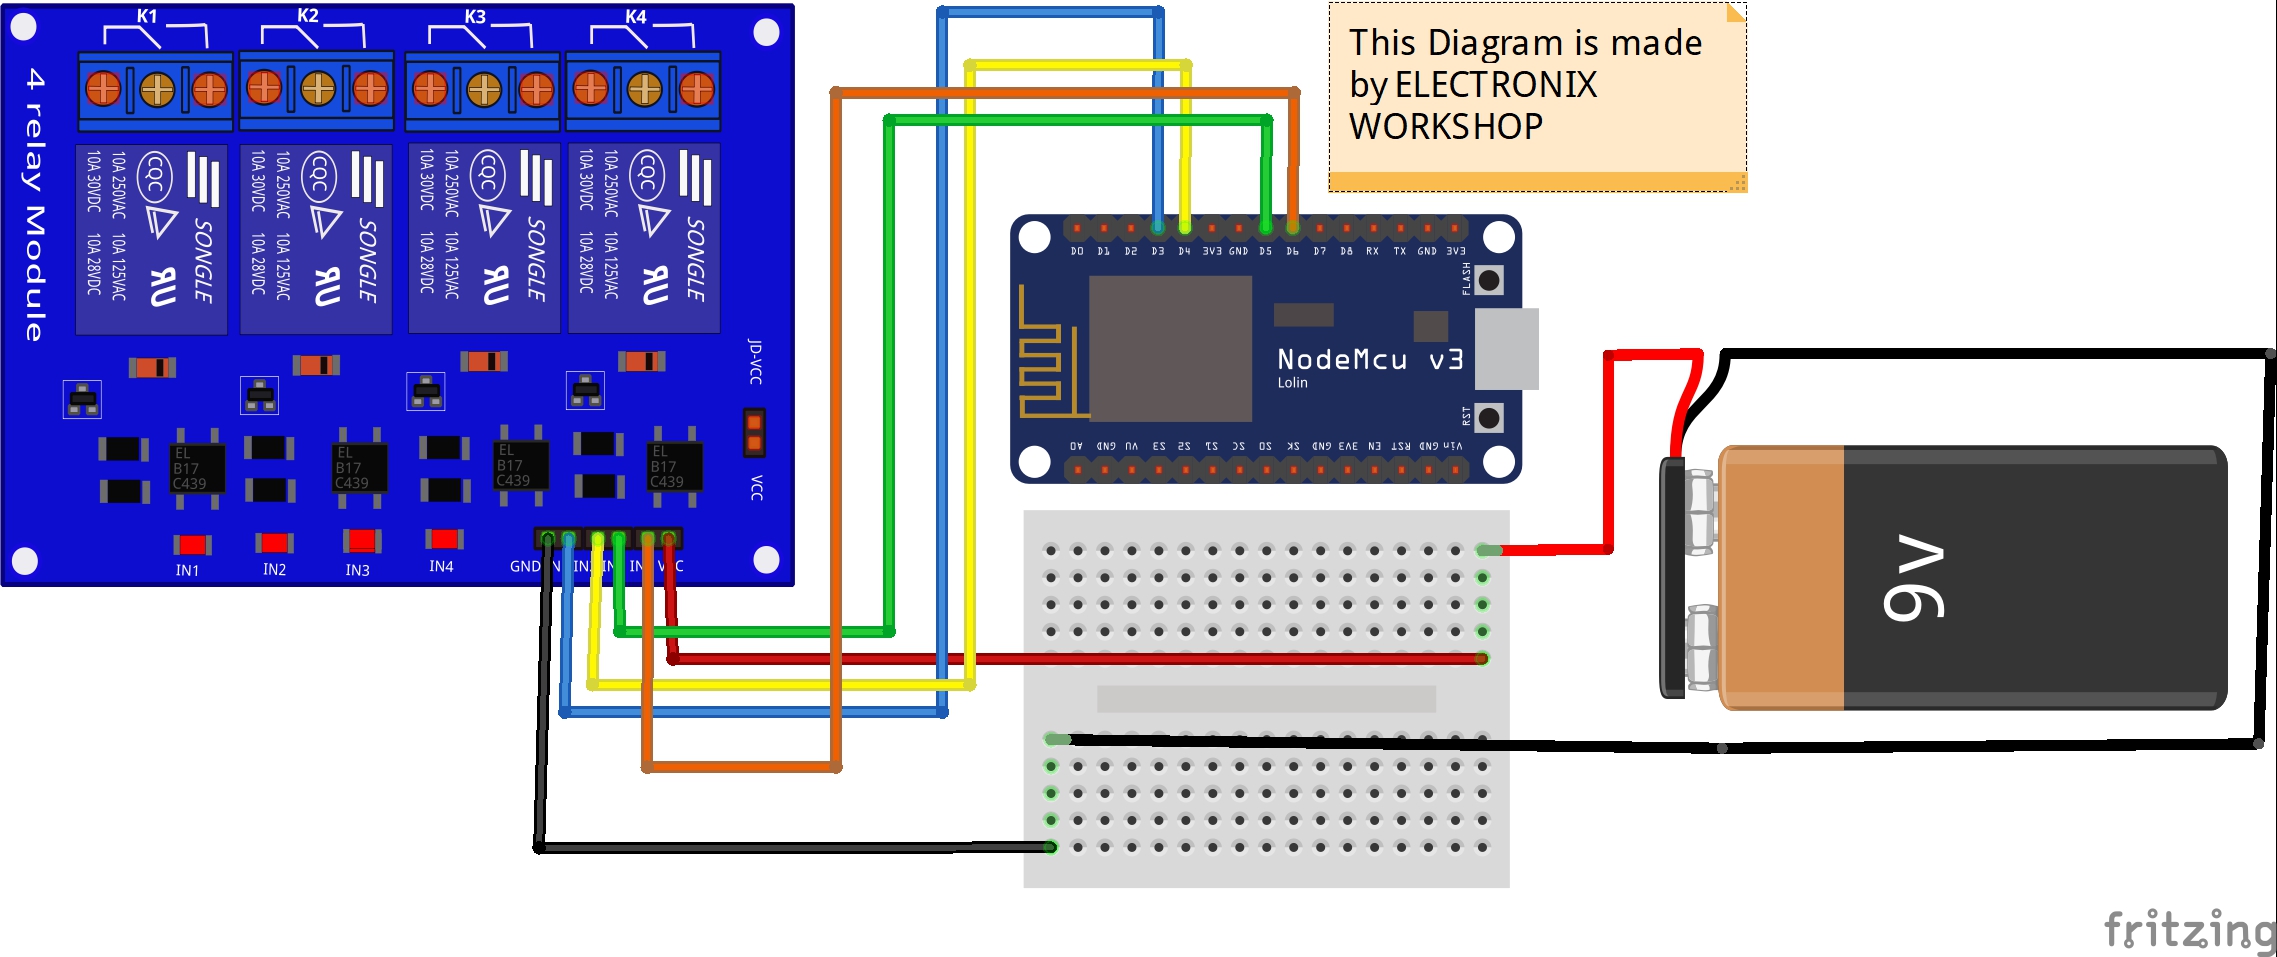 K1
K2
K3
K4
4 relay Module
10A 250VAC 10A 125VAC
10A 30VDC 10A 28VDC
CQC
SONGLE
10A 250VAC 10A 125VAC
10A 30VDC 10A 28VDC
CQC
SONGLE
10A 250VAC 10A 125VAC
10A 30VDC 10A 28VDC
CQC
SONGLE
10A 250VAC 10A 125VAC
10A 30VDC 10A 28VDC
CQC
SONGLE
JD-VCC
VCC
EL
B17
C439
EL
B17
C439
EL
B17
C439
EL
B17
C439
IN1
IN2
IN3
IN4
GND
This Diagram is made
by ELECTRONIX
WORKSHOP
D0 D1 D2 D3 D4 3V3 GND D5 D6 D7 D8 RX TX GND 3V3
FLASH
NodeMcu v3
Lolin
RST
A0 GND VU S3 S2 S1 SC S0 SK GND 3V3 EN RST GND Vin
9v
fritzing